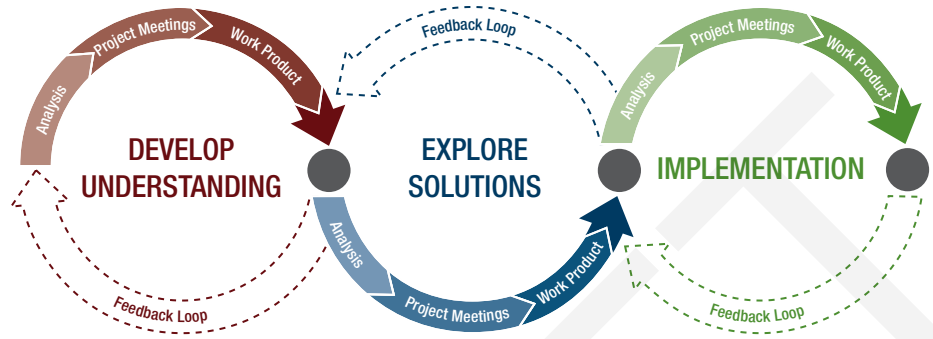 Analysis
Project Meetings
Work Product
DEVELOP
UNDERSTANDING
Feedback Loop
Feedback Loop
EXPLORE
SOLUTIONS
Analysis
Project Meetings
Work Product
Analysis
Project Meetings
Work Product
IMPLEMENTATION
Feedback Loop